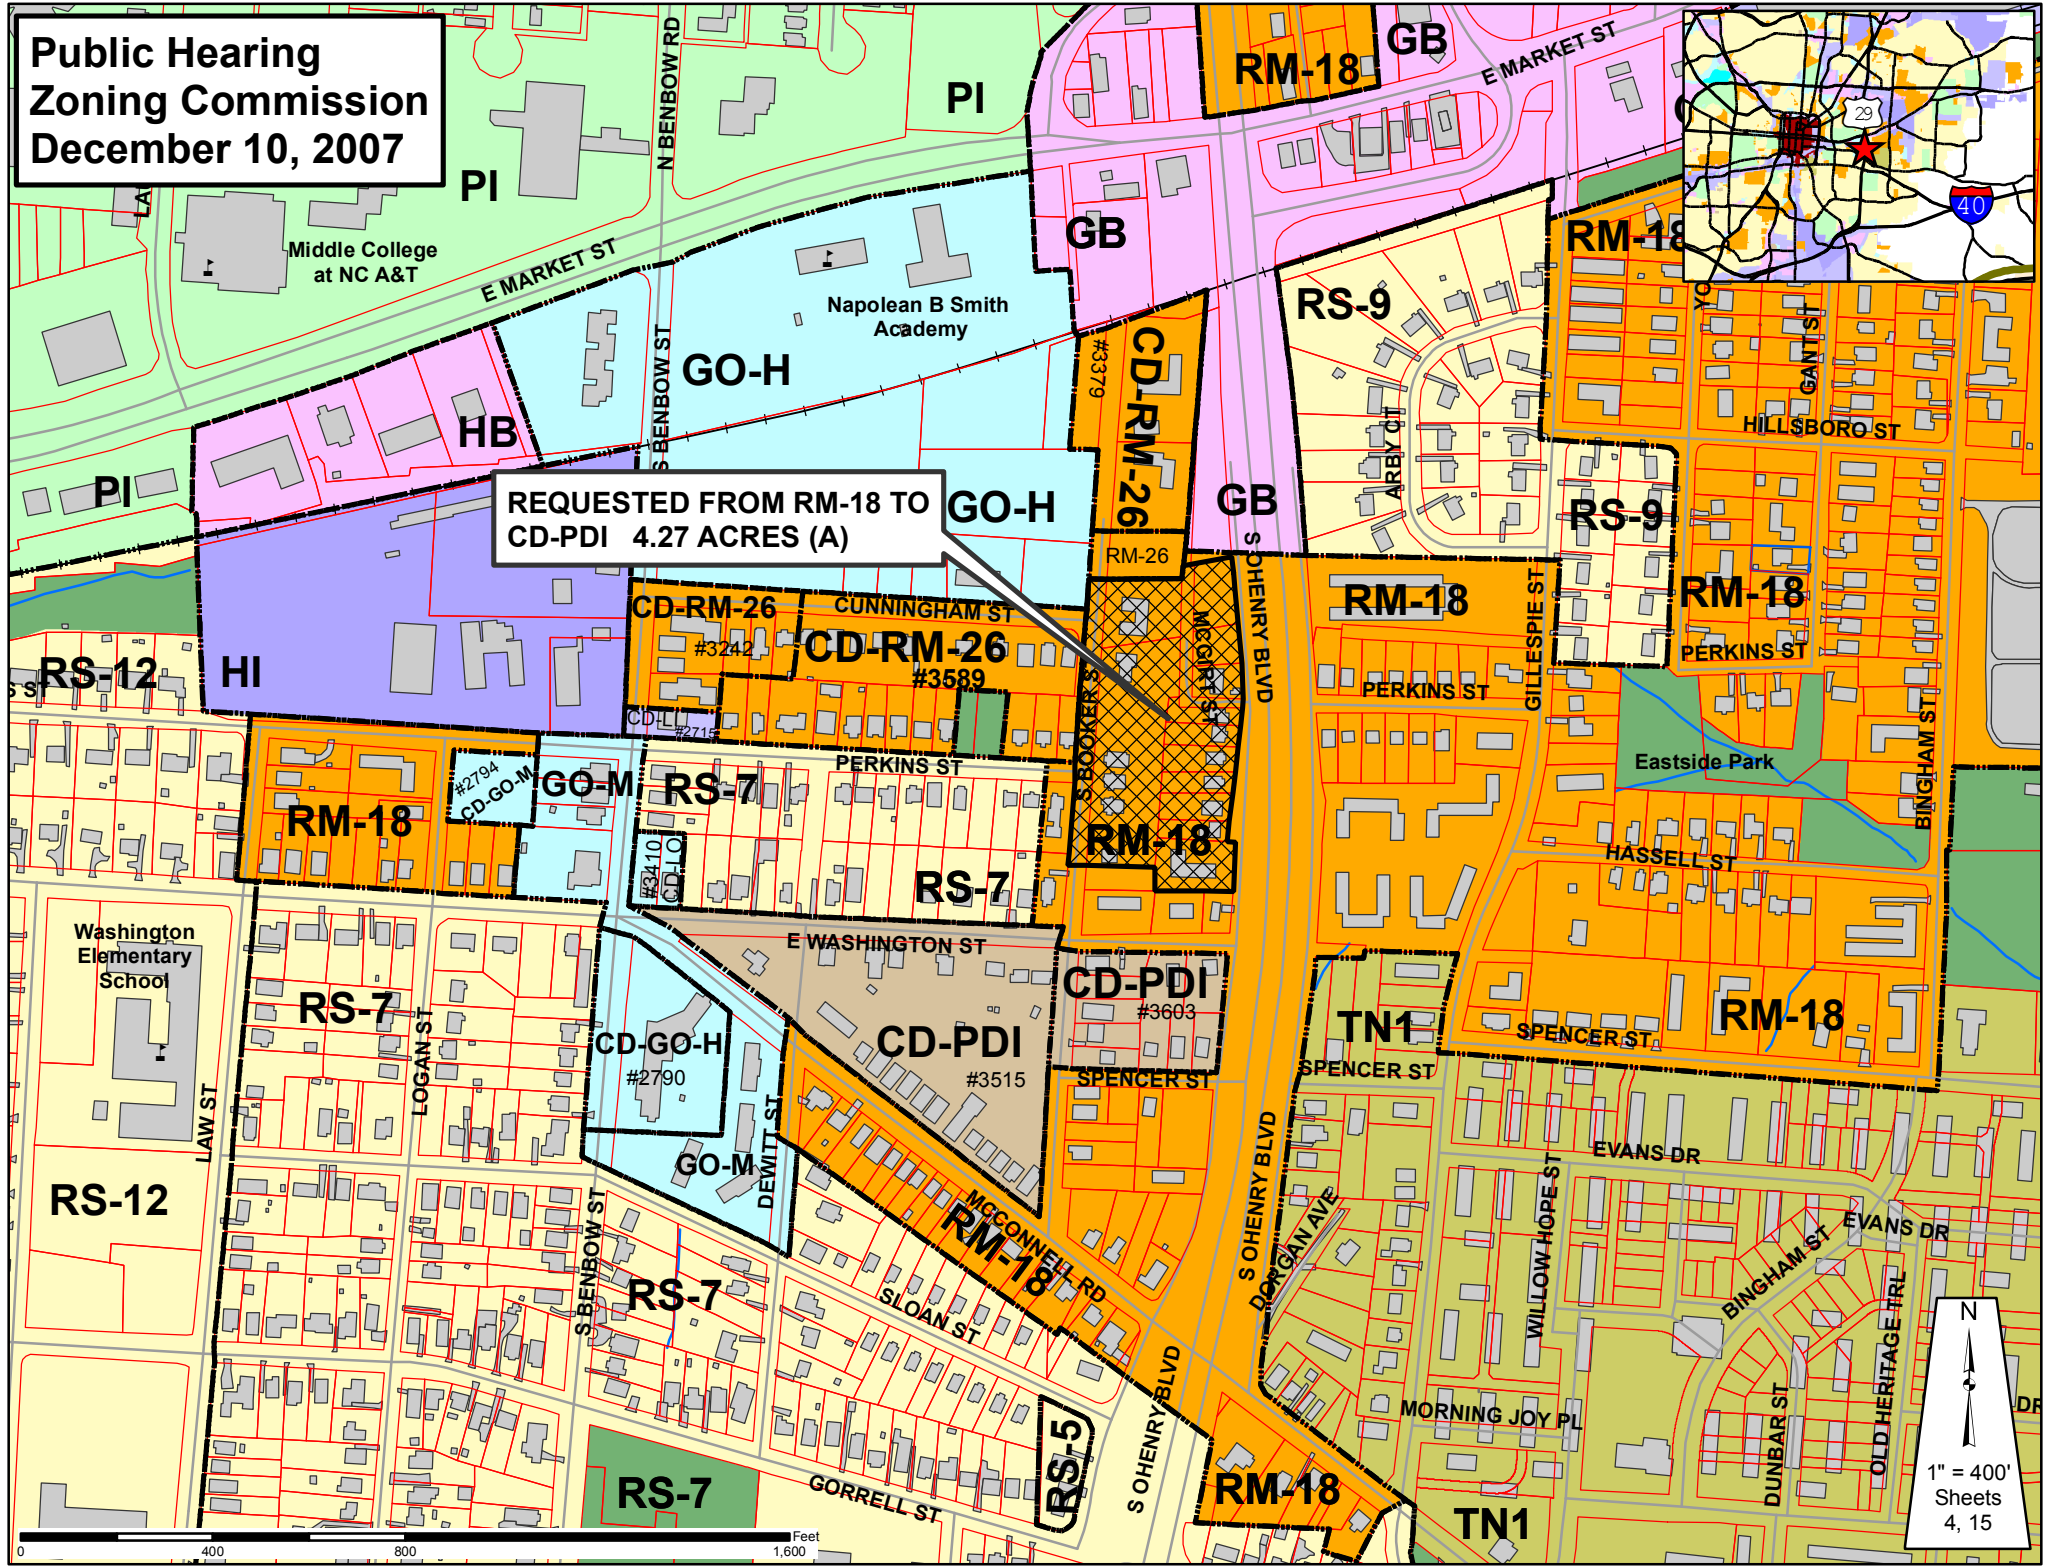 Public Hearing
Zoning Commission
December 10, 2007
PI
PI
PI
GB
GB
GB
RM-18
E MARKET ST
N BENBOW RD
29
40
Middle College
at NC A&T
E MARKET ST
Napolean B Smith
Academy
GO-H
GO-H
S BENBOW ST
HB
#3379
CD-RM-26
RM-26
RS-9
RS-9
RM-18
ARBY CT
GANT ST
HILLSBORO ST
REQUESTED FROM RM-18 TO
CD-PDI 4.27 ACRES (A)
S OHENRY BLVD
HI
RS-12
CD-RM-26
#3242
CUNNINGHAM ST
CD-RM-26
#3589
MCGIRT ST
RM-18
GILLESPIE ST
RM-18
PERKINS ST
PERKINS ST
#2715
PERKINS ST
S BOOKER ST
Eastside Park
BINGHAM ST
RM-18
#2794
CD-GO-M
GO-M
RS-7
RS-7
#3410
CD-LO
RM-18
HASSELL ST
Washington
Elementary
School
E WASHINGTON ST
RS-7
LOGAN ST
CD-GO-H
#2790
CD-PDI
#3515
CD-PDI
#3603
TN1
RM-18
SPENCER ST
SPENCER ST
SPENCER ST
LAW ST
DEWITT ST
GO-M
S OHENRY BLVD
EVANS DR
EVANS DR
RS-12
MCCONNELL RD
RM-18
DORGAN AVE
WILLOW HOPE ST
BINGHAM ST
S BENBOW ST
RS-7
SLOAN ST
OLD HERITAGE TRL
MORNING JOY PL
DUNBAR ST
DR
RS-5
S OHENRY BLVD
RM-18
RS-7
GORRELL ST
TN1
N
1" = 400'
Sheets
4, 15
Feet
0 400 800 1,600